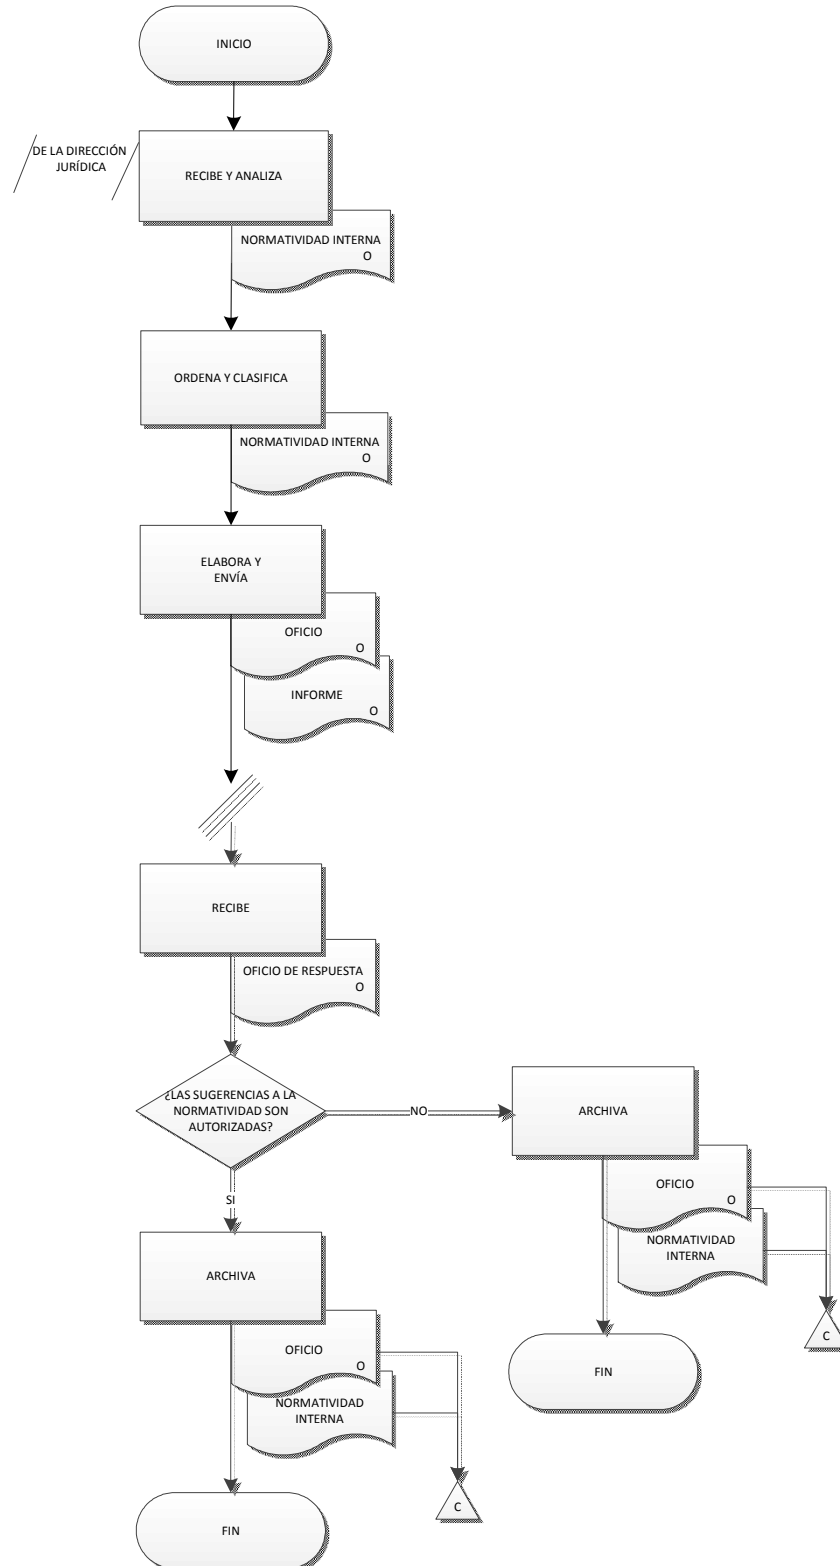 INICIO
DE LA DIRECCIÓN
JURÍDICA
RECIBE Y ANALIZA
NORMATIVIDAD INTERNA
O
ORDENA Y CLASIFICA
NORMATIVIDAD INTERNA
O
ELABORA Y
ENVÍA
OFICIO
O
INFORME
O
RECIBE
OFICIO DE RESPUESTA
O
¿LAS SUGERENCIAS A LA
NORMATIVIDAD SON
AUTORIZADAS?
NO
ARCHIVA
OFICIO
O
NORMATIVIDAD
INTERNA
C
FIN
SI
ARCHIVA
OFICIO
O
NORMATIVIDAD
INTERNA
C
FIN